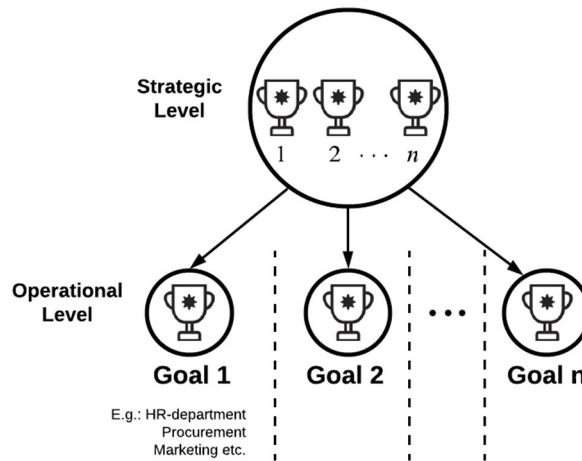 Strategic
Level
1 2 · · · n
Operational
Level
Goal 1 Goal 2 Goal n
E.g.: HR-department
Procurement
Marketing etc.